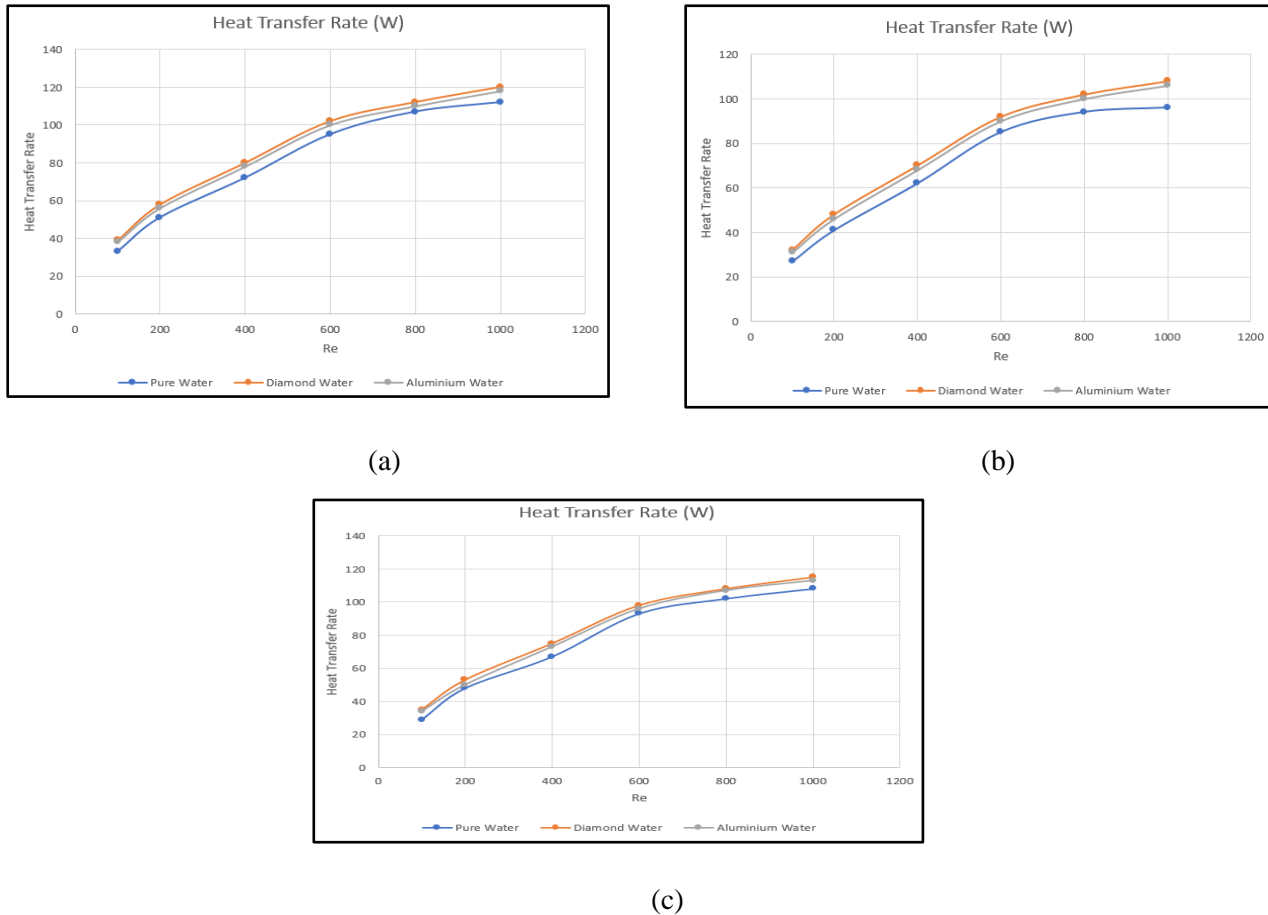 Heat Transfer Rate (W)
140
120
100
80
60
40
20
0
Heat Transfer Rate
0 200 400 600 800 1000 1200
Re
Pure Water Diamond Water Aluminium Water
(a)
Heat Transfer Rate (W)
120
100
80
60
40
20
0
Heat Transfer Rate
0 200 400 600 800 1000 1200
Re
Pure Water Diamond Water Aluminium Water
(b)
Heat Transfer Rate (W)
140
120
100
80
60
40
20
0
Heat Transfer Rate
0 200 400 600 800 1000 1200
Re
Pure Water Diamond Water Aluminium Water
(c)